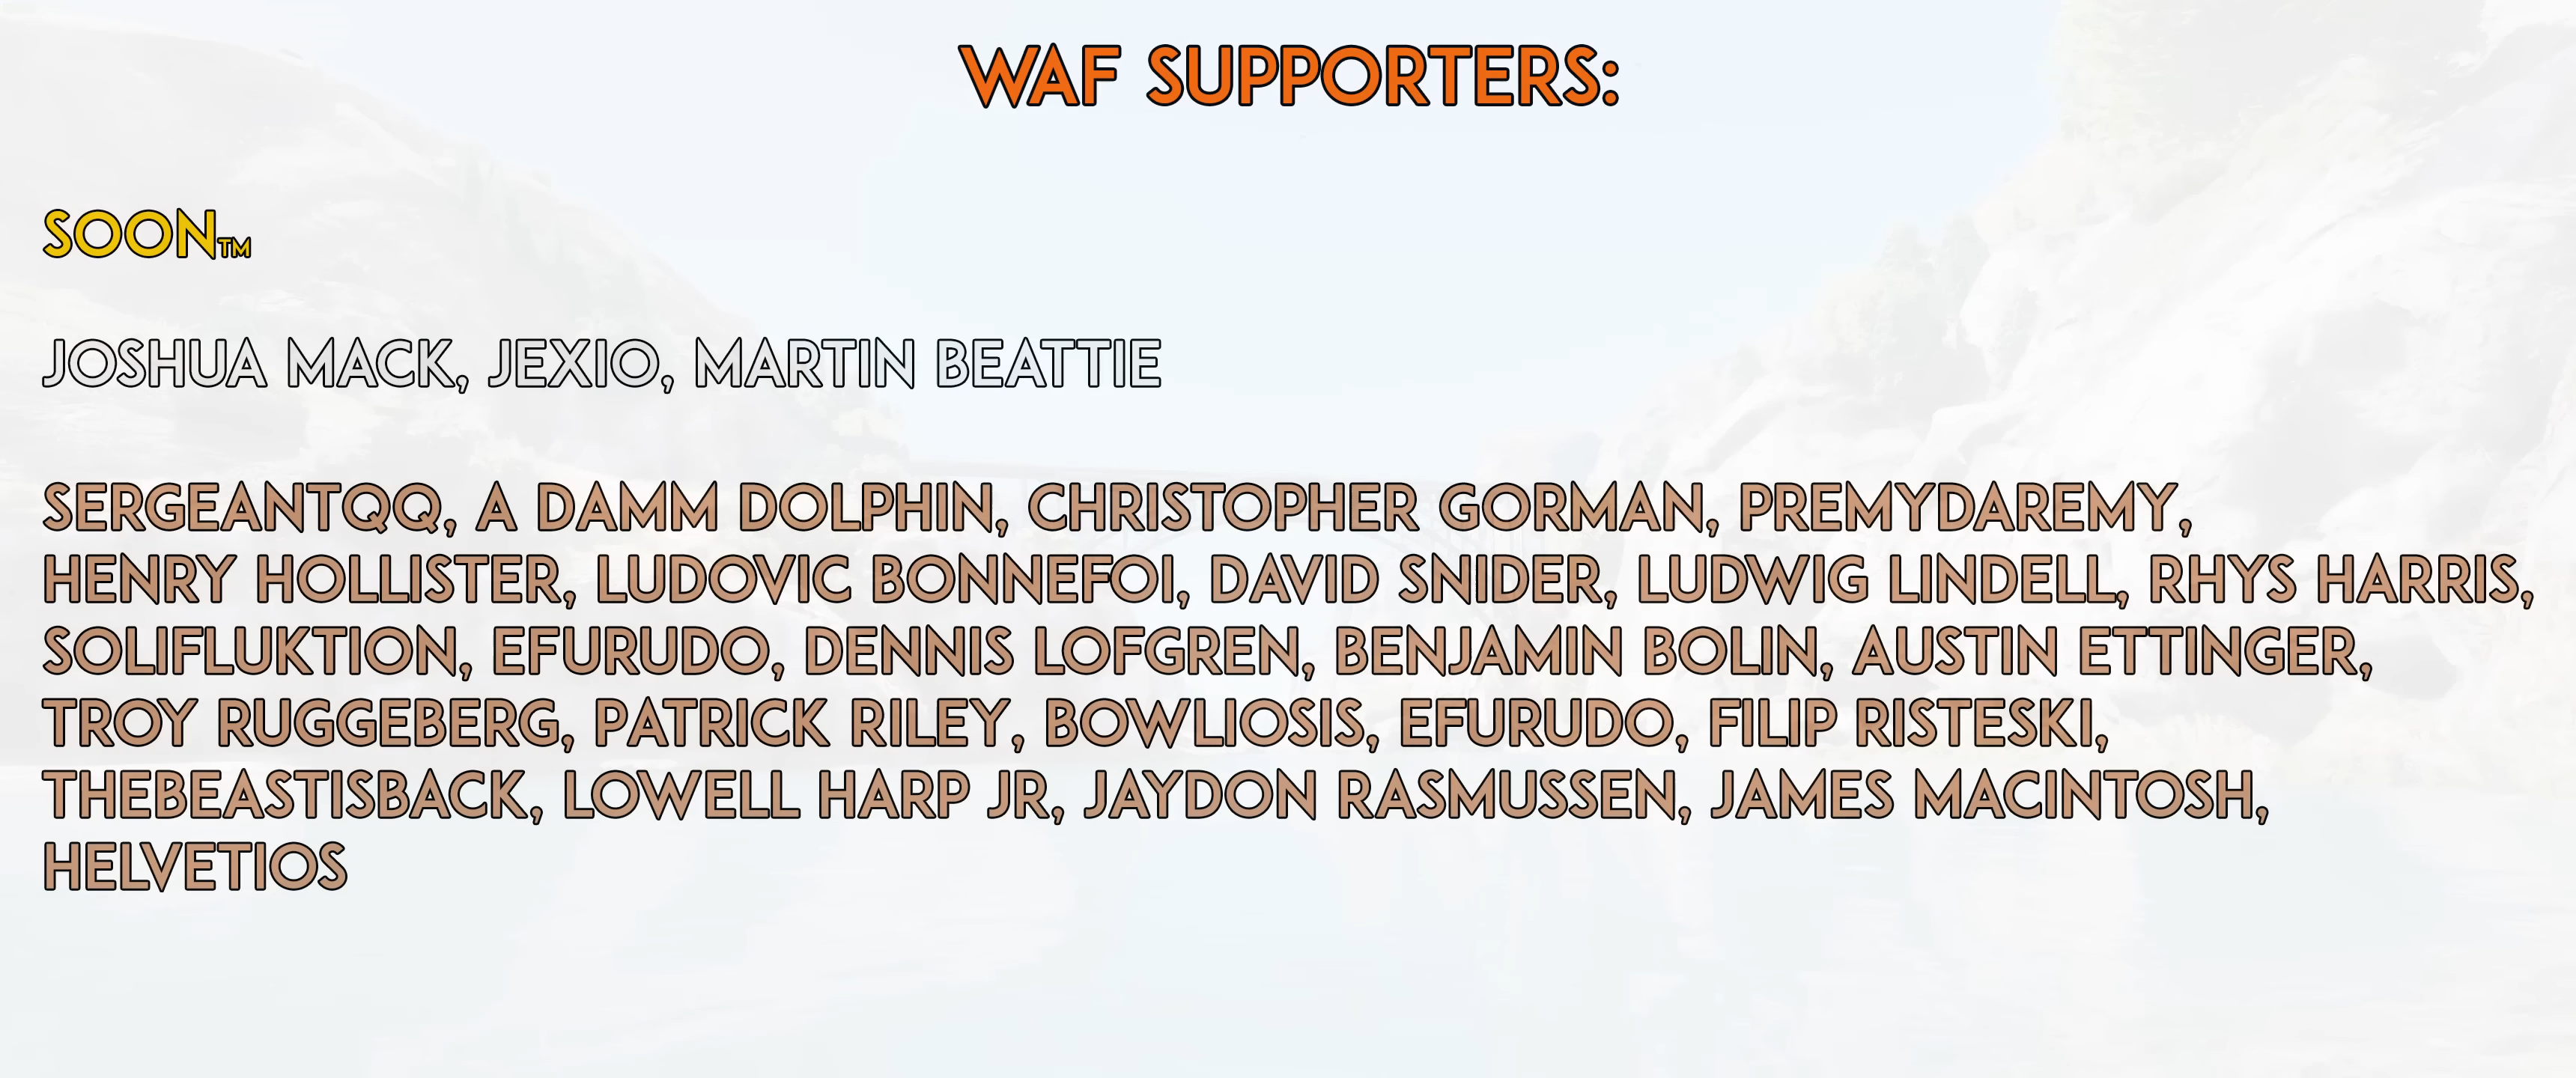 WAF SUPPORTERS:
SOON™
JOSHUA MACK, JEXIO, MARTIN BEATTIE
SERGEANTQQ, A DAMM DOLPHIN, CHRISTOPHER GORMAN, PREMYDAREMY,
HENRY HOLLISTER, LUDOVIC BONNEFOI, DAVID SNIDER, LUDWIG LINDELL, RHYS HARRIS,
SOLIFLUKTION, EFURUDO, DENNIS LOFGREN, BENJAMIN BOLIN, AUSTIN ETTINGER,
TROY RUGGEBERG, PATRICK RILEY, BOWLIOSIS, EFURUDO, FILIP RISTESKI,
THEBEASTISBACK, LOWELL HARP JR, JAYDON RASMUSSEN, JAMES MACINTOSH,
HELVETIOS